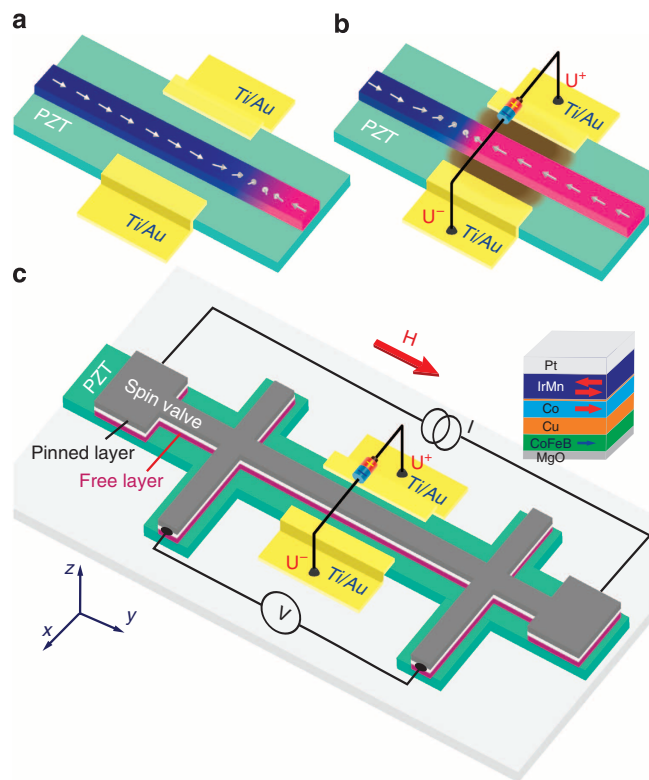 a
Ti/Au
PZT
Ti/Au
b
U+
Ti/Au
PZT
U−
Ti/Au
c
H
PZT
Spin valve
Pinned layer
Free layer
I
U+
Ti/Au
U−
Ti/Au
V
Pt
IrMn
Co
Cu
CoFeB
MgO
z
y
x